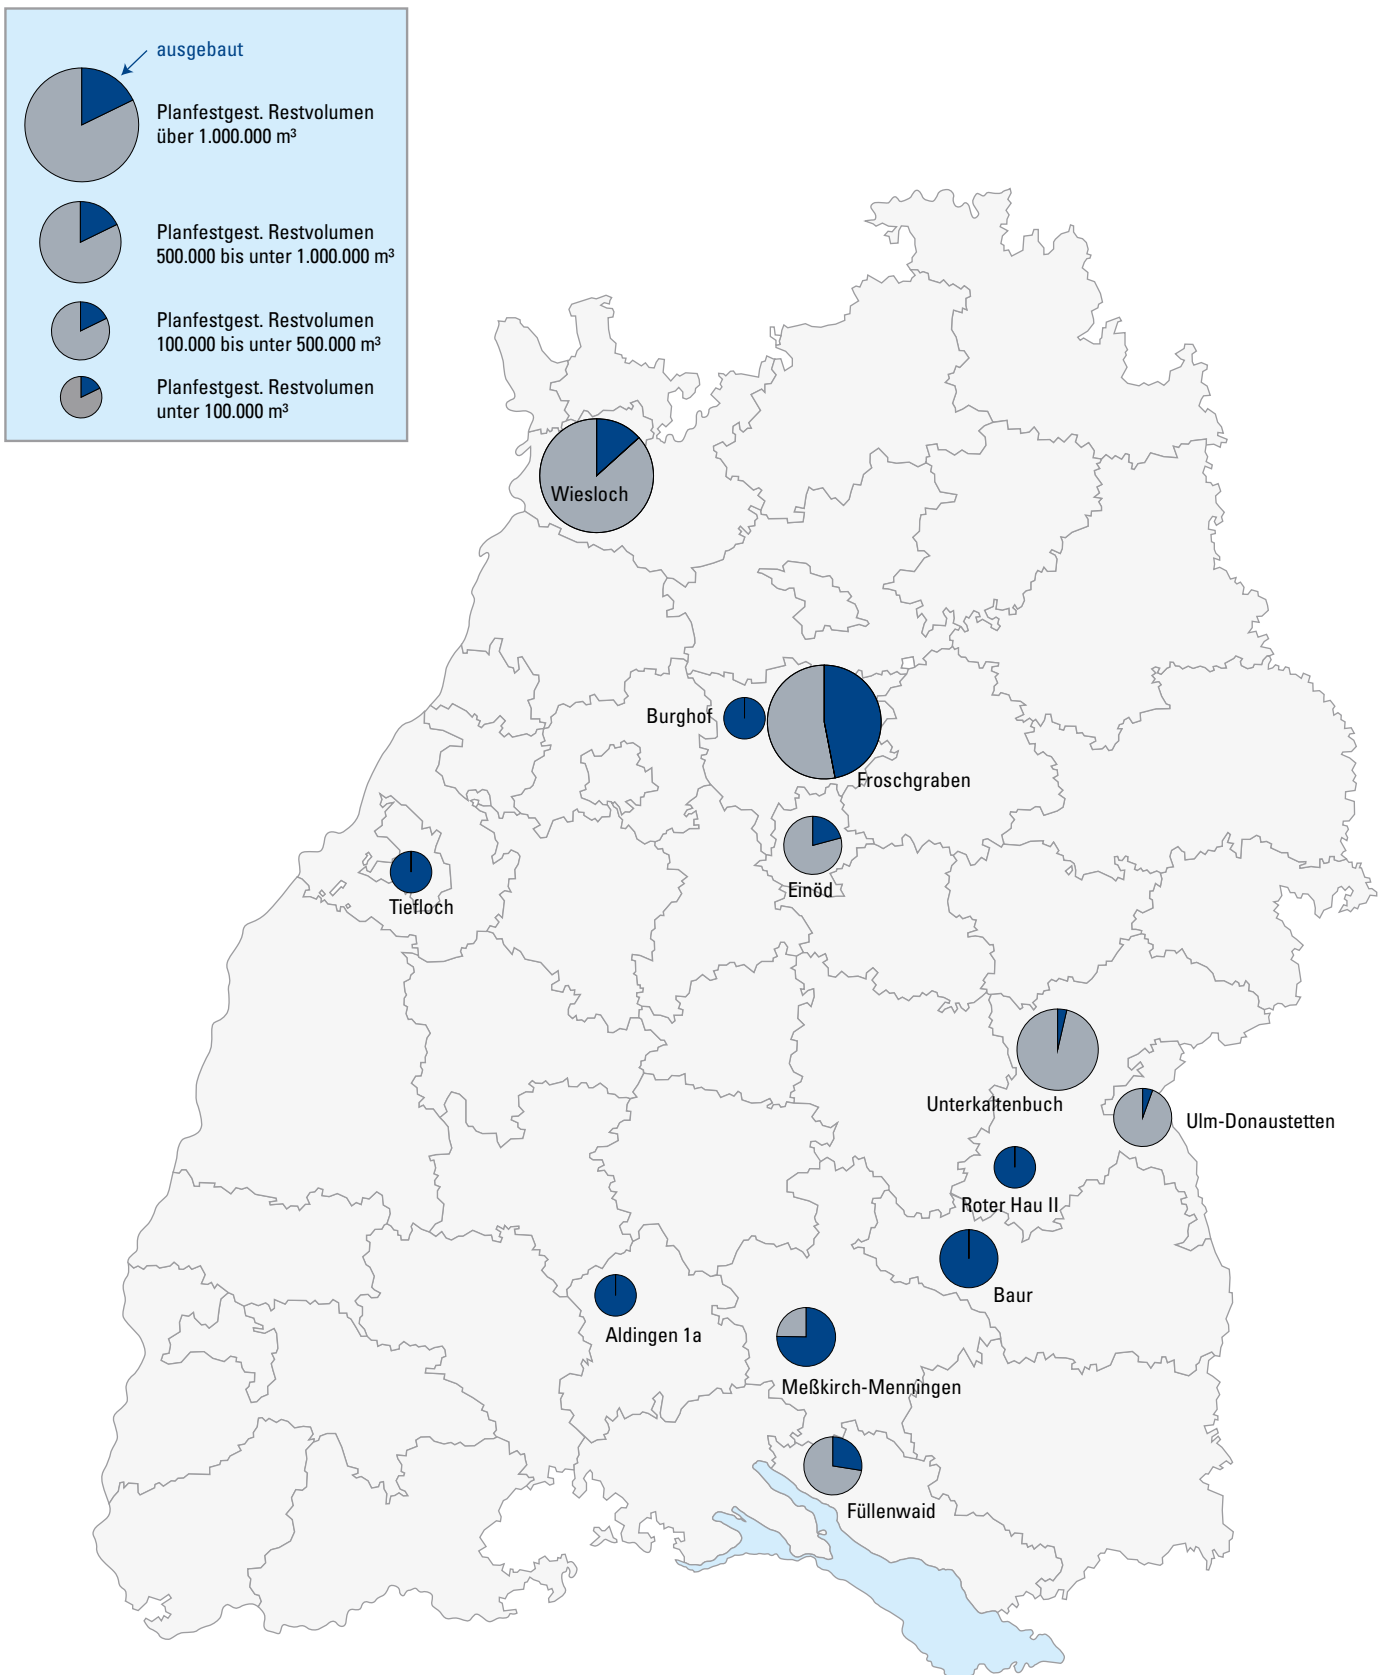 ausgebaut
Planfestgest. Restvolumen
über 1.000.000 m³
Planfestgest. Restvolumen
500.000 bis unter 1.000.000 m³
Planfestgest. Restvolumen
100.000 bis unter 500.000 m³
Planfestgest. Restvolumen
unter 100.000 m³
Wiesloch
Burghof
Froschgraben
Einöd
Tiefloch
Unterkaltenbuch
Ulm-Donaustetten
Roter Hau II
Baur
Aldingen 1a
Meßkirch-Menningen
Füllenwaid